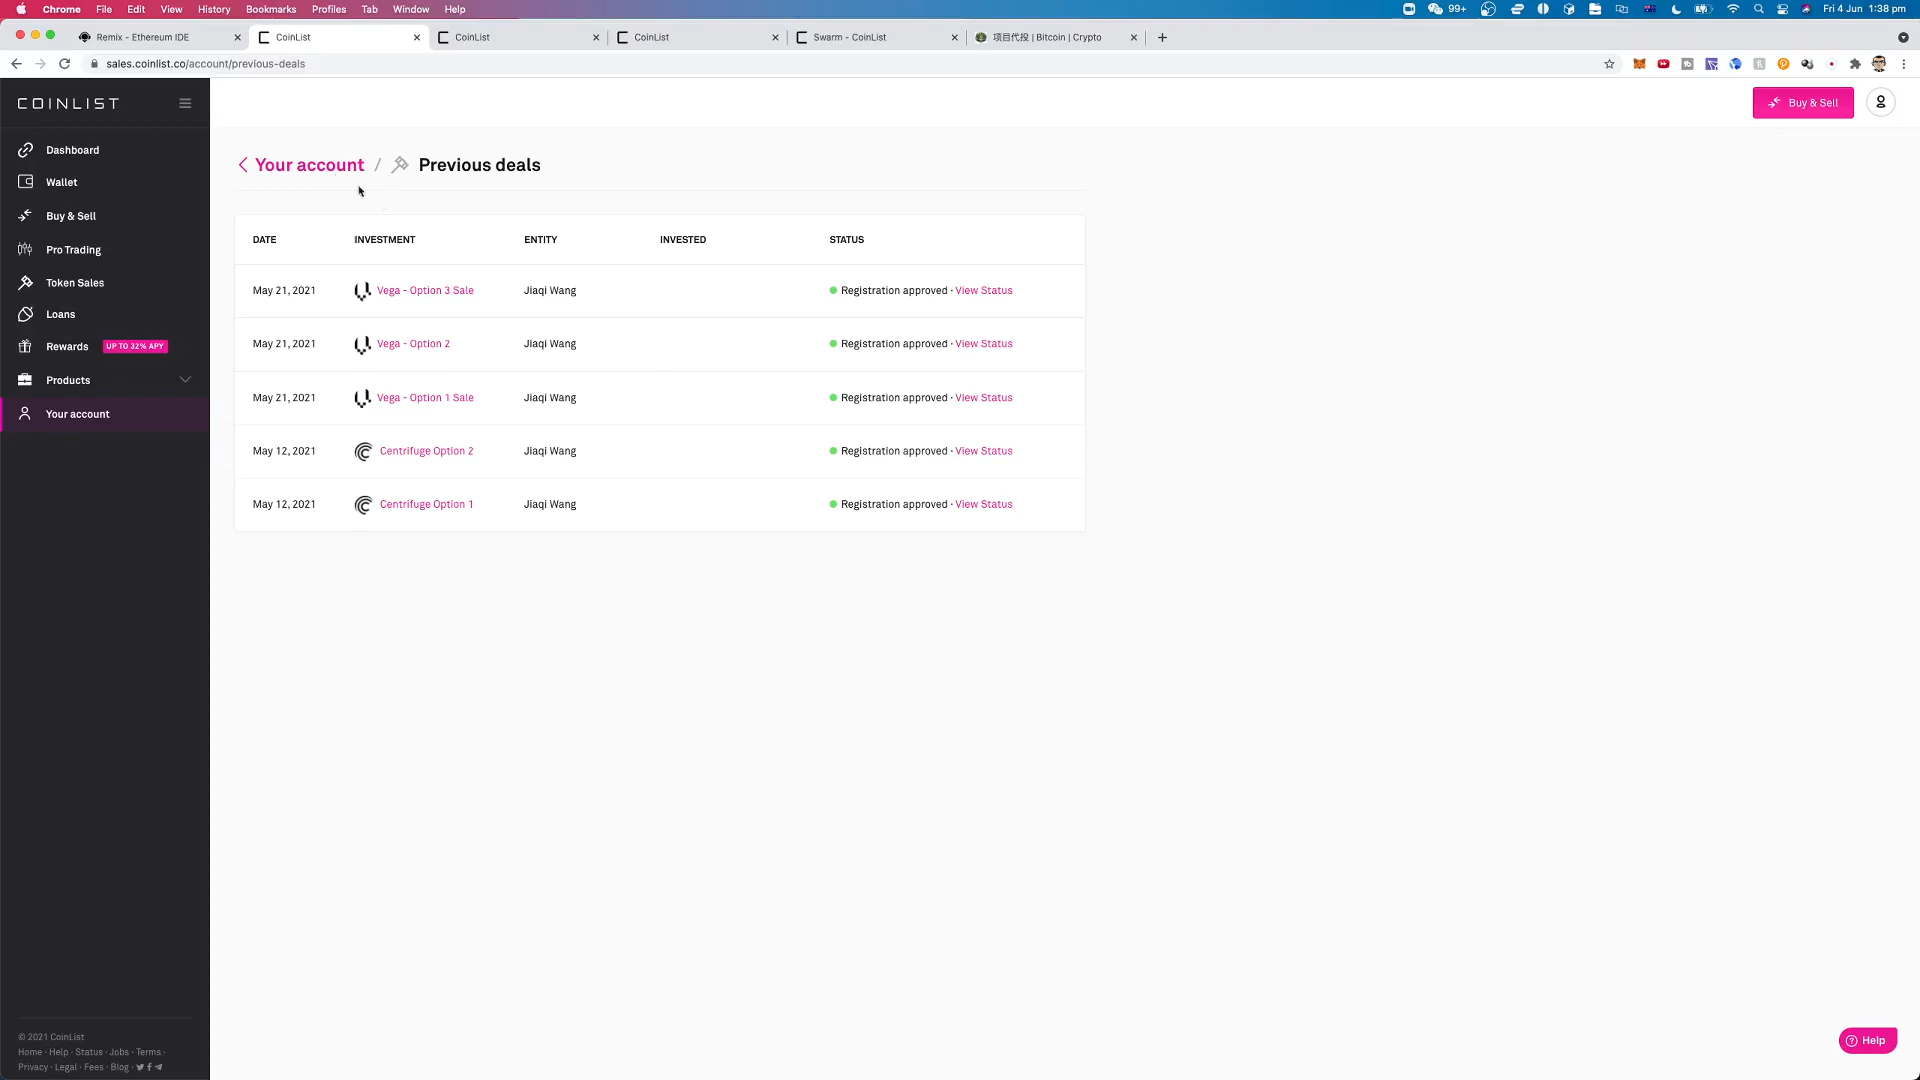 Chrome File Edit View History Bookmarks Profiles Tab Window Help 99+ Fri 4 Jun 1:38 pm
Remix - Ethereum IDE CoinList CoinList CoinList Swarm - CoinList 项目代投 | Bitcoin | Crypto
sales.coinlist.co/account/previous-deals
COINLIST
Buy & Sell
Dashboard
Wallet
Buy & Sell
Pro Trading
Token Sales
Loans
Rewards UP TO 32% APY
Products
Your account
Your account / Previous deals
DATE INVESTMENT ENTITY INVESTED STATUS
May 21, 2021 Vega - Option 3 Sale Jiaqi Wang Registration approved · View Status
May 21, 2021 Vega - Option 2 Jiaqi Wang Registration approved · View Status
May 21, 2021 Vega - Option 1 Sale Jiaqi Wang Registration approved · View Status
May 12, 2021 Centrifuge Option 2 Jiaqi Wang Registration approved · View Status
May 12, 2021 Centrifuge Option 1 Jiaqi Wang Registration approved · View Status
© 2021 CoinList
Home · Help · Status · Jobs · Terms ·
Privacy · Legal · Fees · Blog ·
Help